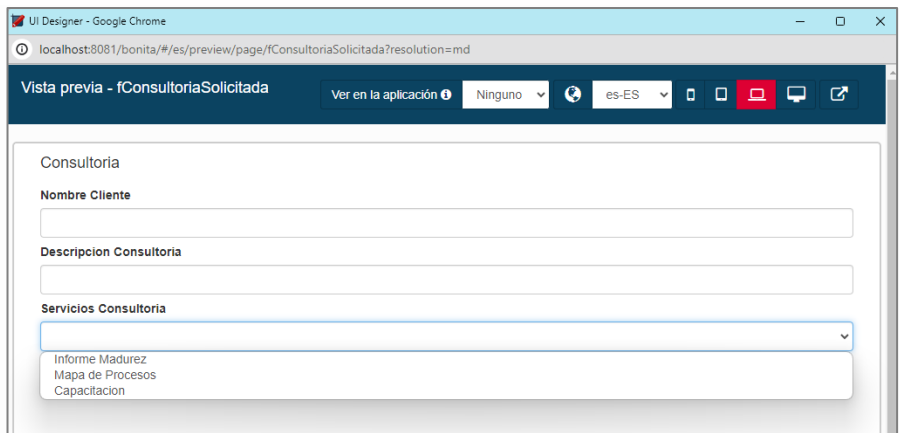 UI Designer - Google Chrome
localhost:8081/bonita/#/es/preview/page/fConsultoriaSolicitada?resolution=md
Vista previa - fConsultoriaSolicitada Ver en la aplicación Ninguno es-ES
Consultoria
Nombre Cliente
Descripcion Consultoria
Servicios Consultoria
Informe Madurez
Mapa de Procesos
Capacitacion